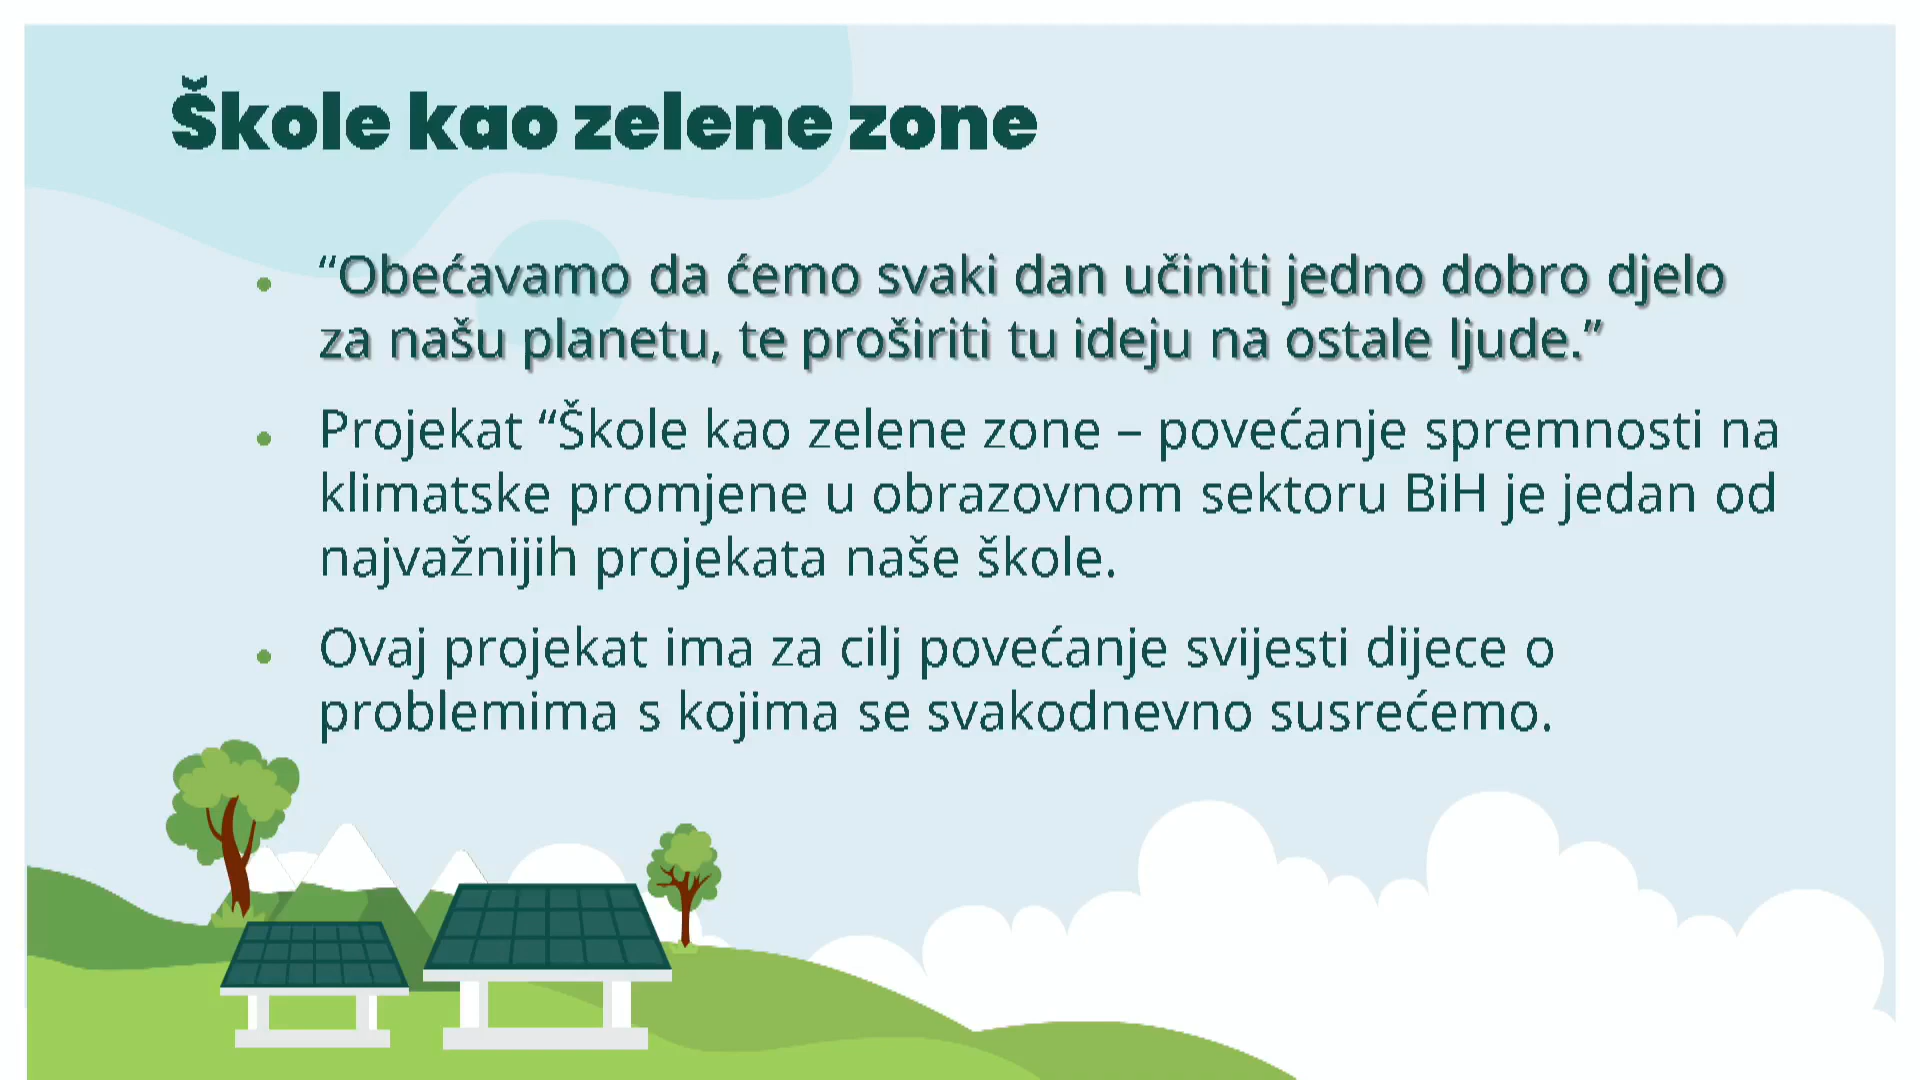 Škole kao zelene zone
• “Obećavamo da ćemo svaki dan učiniti jedno dobro djelo
za našu planetu, te proširiti tu ideju na ostale ljude.”
• Projekat “Škole kao zelene zone – povećanje spremnosti na
klimatske promjene u obrazovnom sektoru BiH je jedan od
najvažnijih projekata naše škole.
• Ovaj projekat ima za cilj povećanje svijesti dijece o
problemima s kojima se svakodnevno susrećemo.